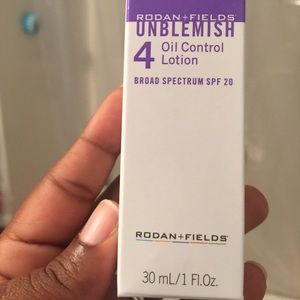 RODAN+FIELDS
UNBLEMISH
4 Oil Control
Lotion
BROAD SPECTRUM SPF 20
RODAN+FIELDS
30 mL/1 Fl.Oz.